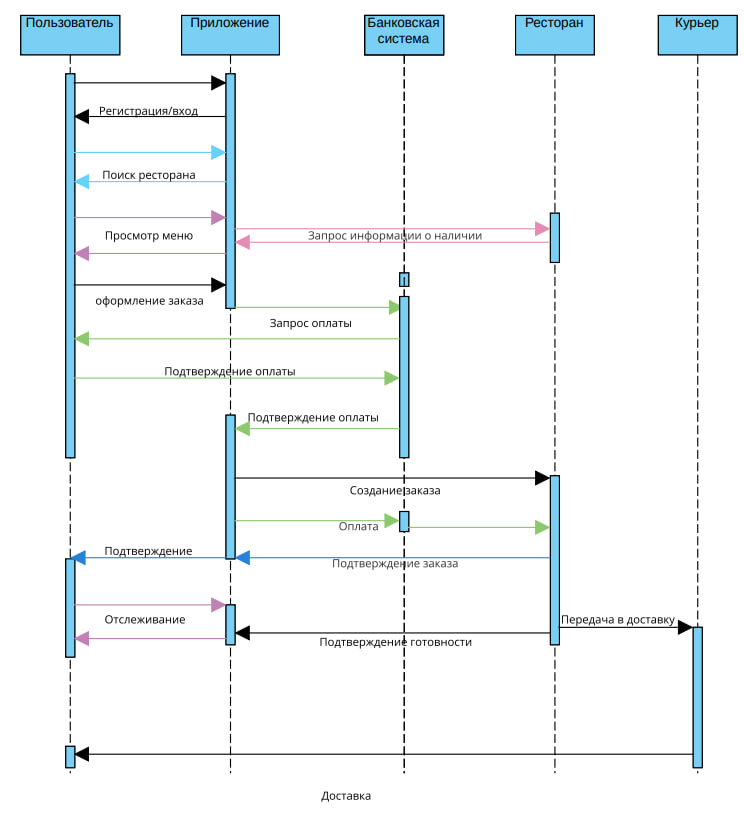 Пользователь
Приложение
Банковская
система
Ресторан
Курьер
Регистрация/вход
Поиск ресторана
Просмотр меню
Запрос информации о наличии
оформление заказа
Запрос оплаты
Подтверждение оплаты
Подтверждение оплаты
Создание заказа
Оплата
Подтверждение
Подтверждение заказа
Отслеживание
Передача в доставку
Подтверждение готовности
Доставка